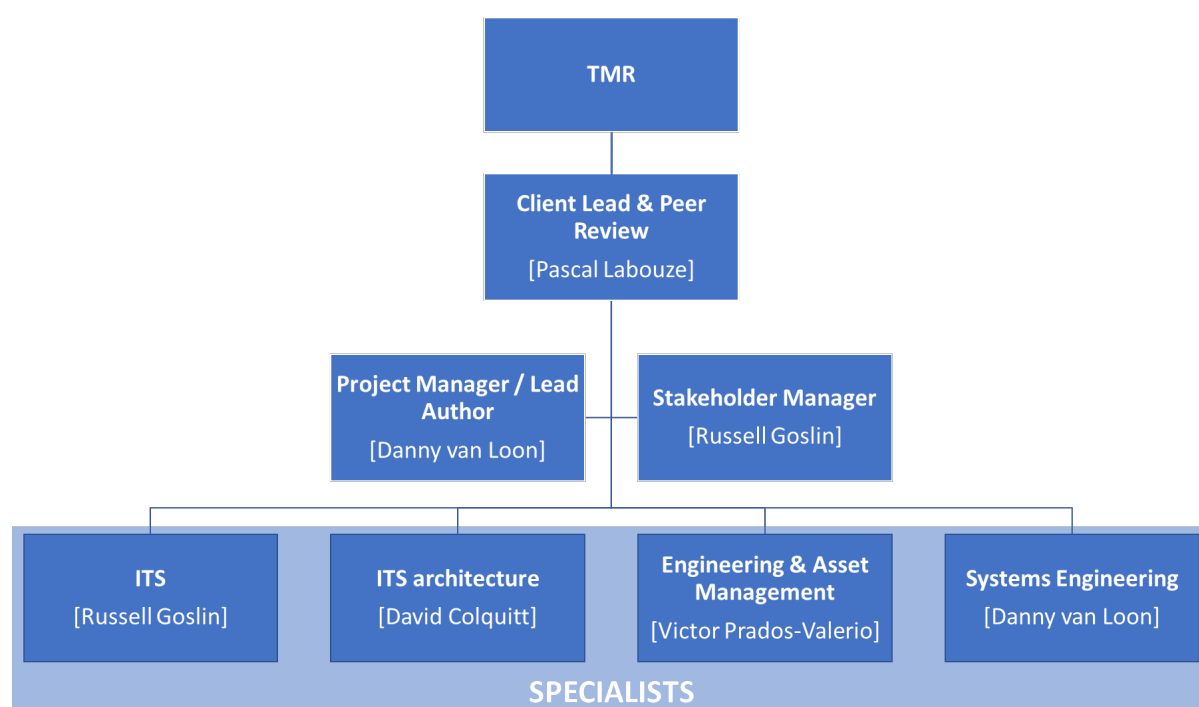 TMR
Client Lead & Peer
Review
[Pascal Labouze]
Project Manager / Lead
Author
[Danny van Loon]
Stakeholder Manager
[Russell Goslin]
ITS
[Russell Goslin]
ITS architecture
[David Colquitt]
Engineering & Asset
Management
[Victor Prados-Valerio]
Systems Engineering
[Danny van Loon]
SPECIALISTS